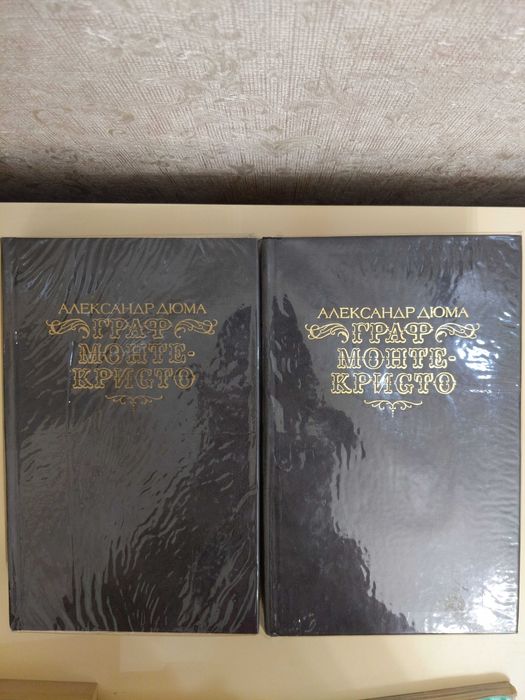 АЛЕКСАНДР ДЮМА
ГРАФ
МОНТЕ-
КРИСТО
АЛЕКСАНДР ДЮМА
ГРАФ
МОНТЕ-
КРИСТО